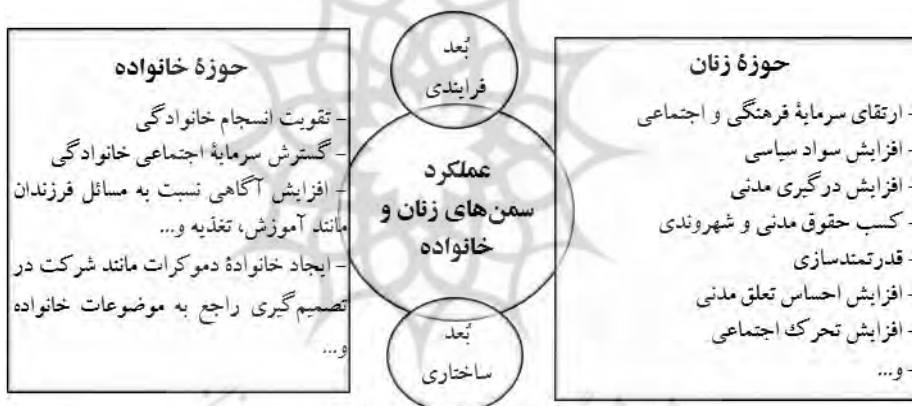 حوزهٔ زنان
- ارتقای سرمایهٔ فرهنگی و اجتماعی
- افزایش سواد سیاسی
- افزایش درگیری مدنی
- کسب حقوق مدنی و شهروندی
- قدرتمندسازی
- افزایش احساس تعلق مدنی
- افزایش تحرک اجتماعی
- و...
بُعد
فرایندی
عملکرد
سمن‌های زنان و
خانواده
بُعد
ساختاری
حوزهٔ خانواده
- تقویت انسجام خانوادگی
- گسترش سرمایهٔ اجتماعی خانوادگی
- افزایش آگاهی نسبت به مسائل فرزندان
مانند آموزش، تغذیه و...
- ایجاد خانوادهٔ دموکرات مانند شرکت در
تصمیم‌گیری راجع به موضوعات خانواده
و...